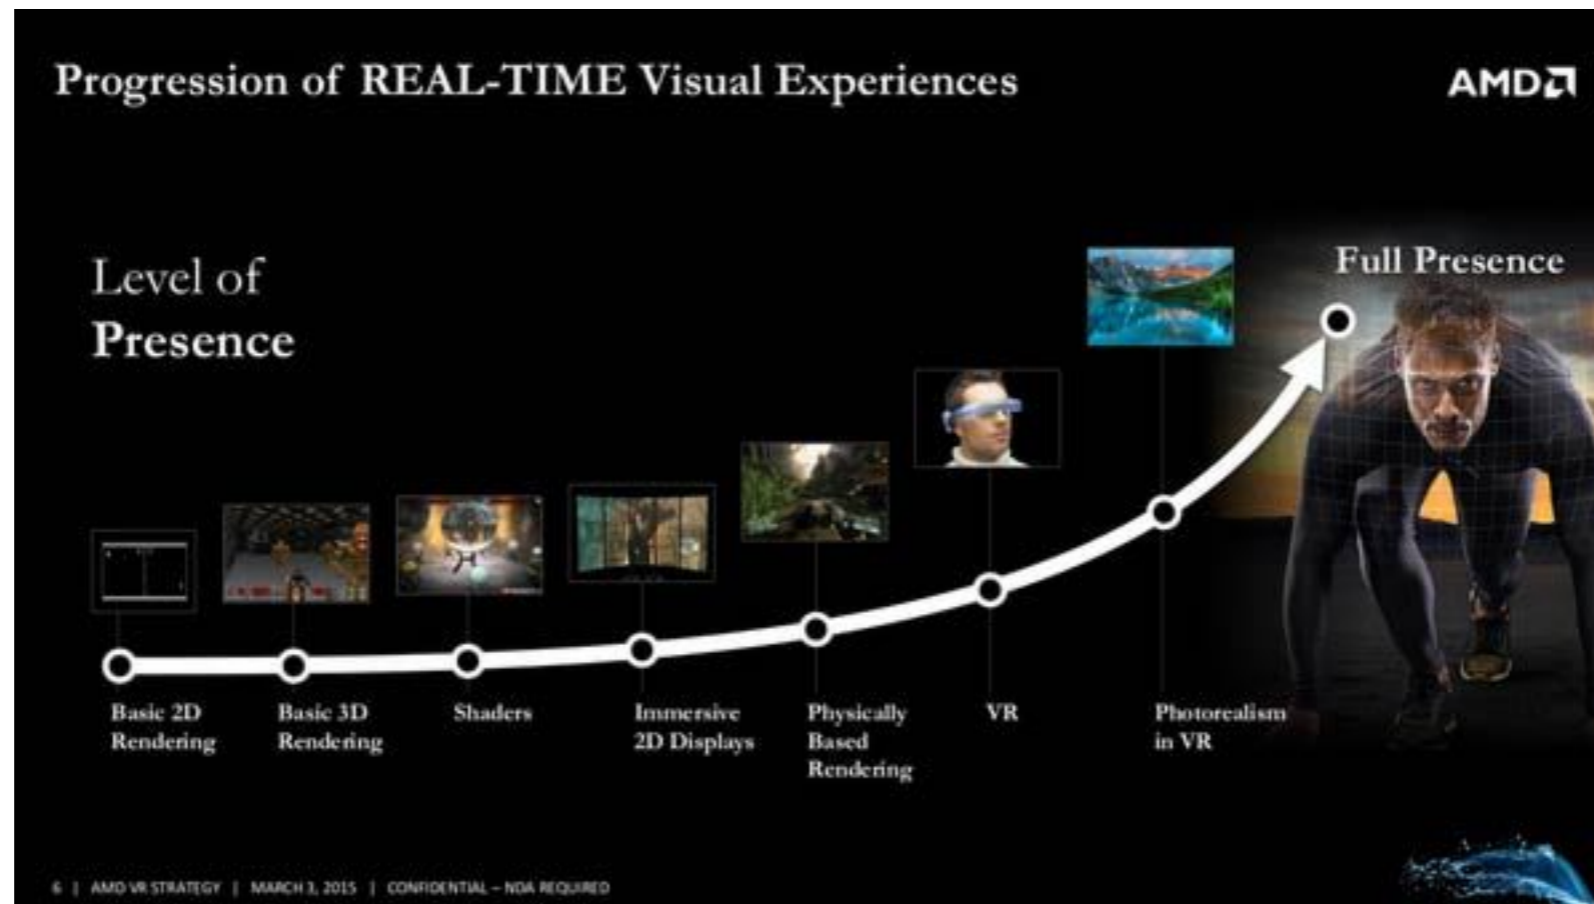 Progression of REAL-TIME Visual Experiences
AMD
Level of
Presence
Full Presence
Basic 2D
Rendering
Basic 3D
Rendering
Shaders
Immersive
2D Displays
Physically
Based
Rendering
VR
Photorealism
in VR
6 | AMD VR STRATEGY | MARCH 3, 2015 | CONFIDENTIAL – NDA REQUIRED